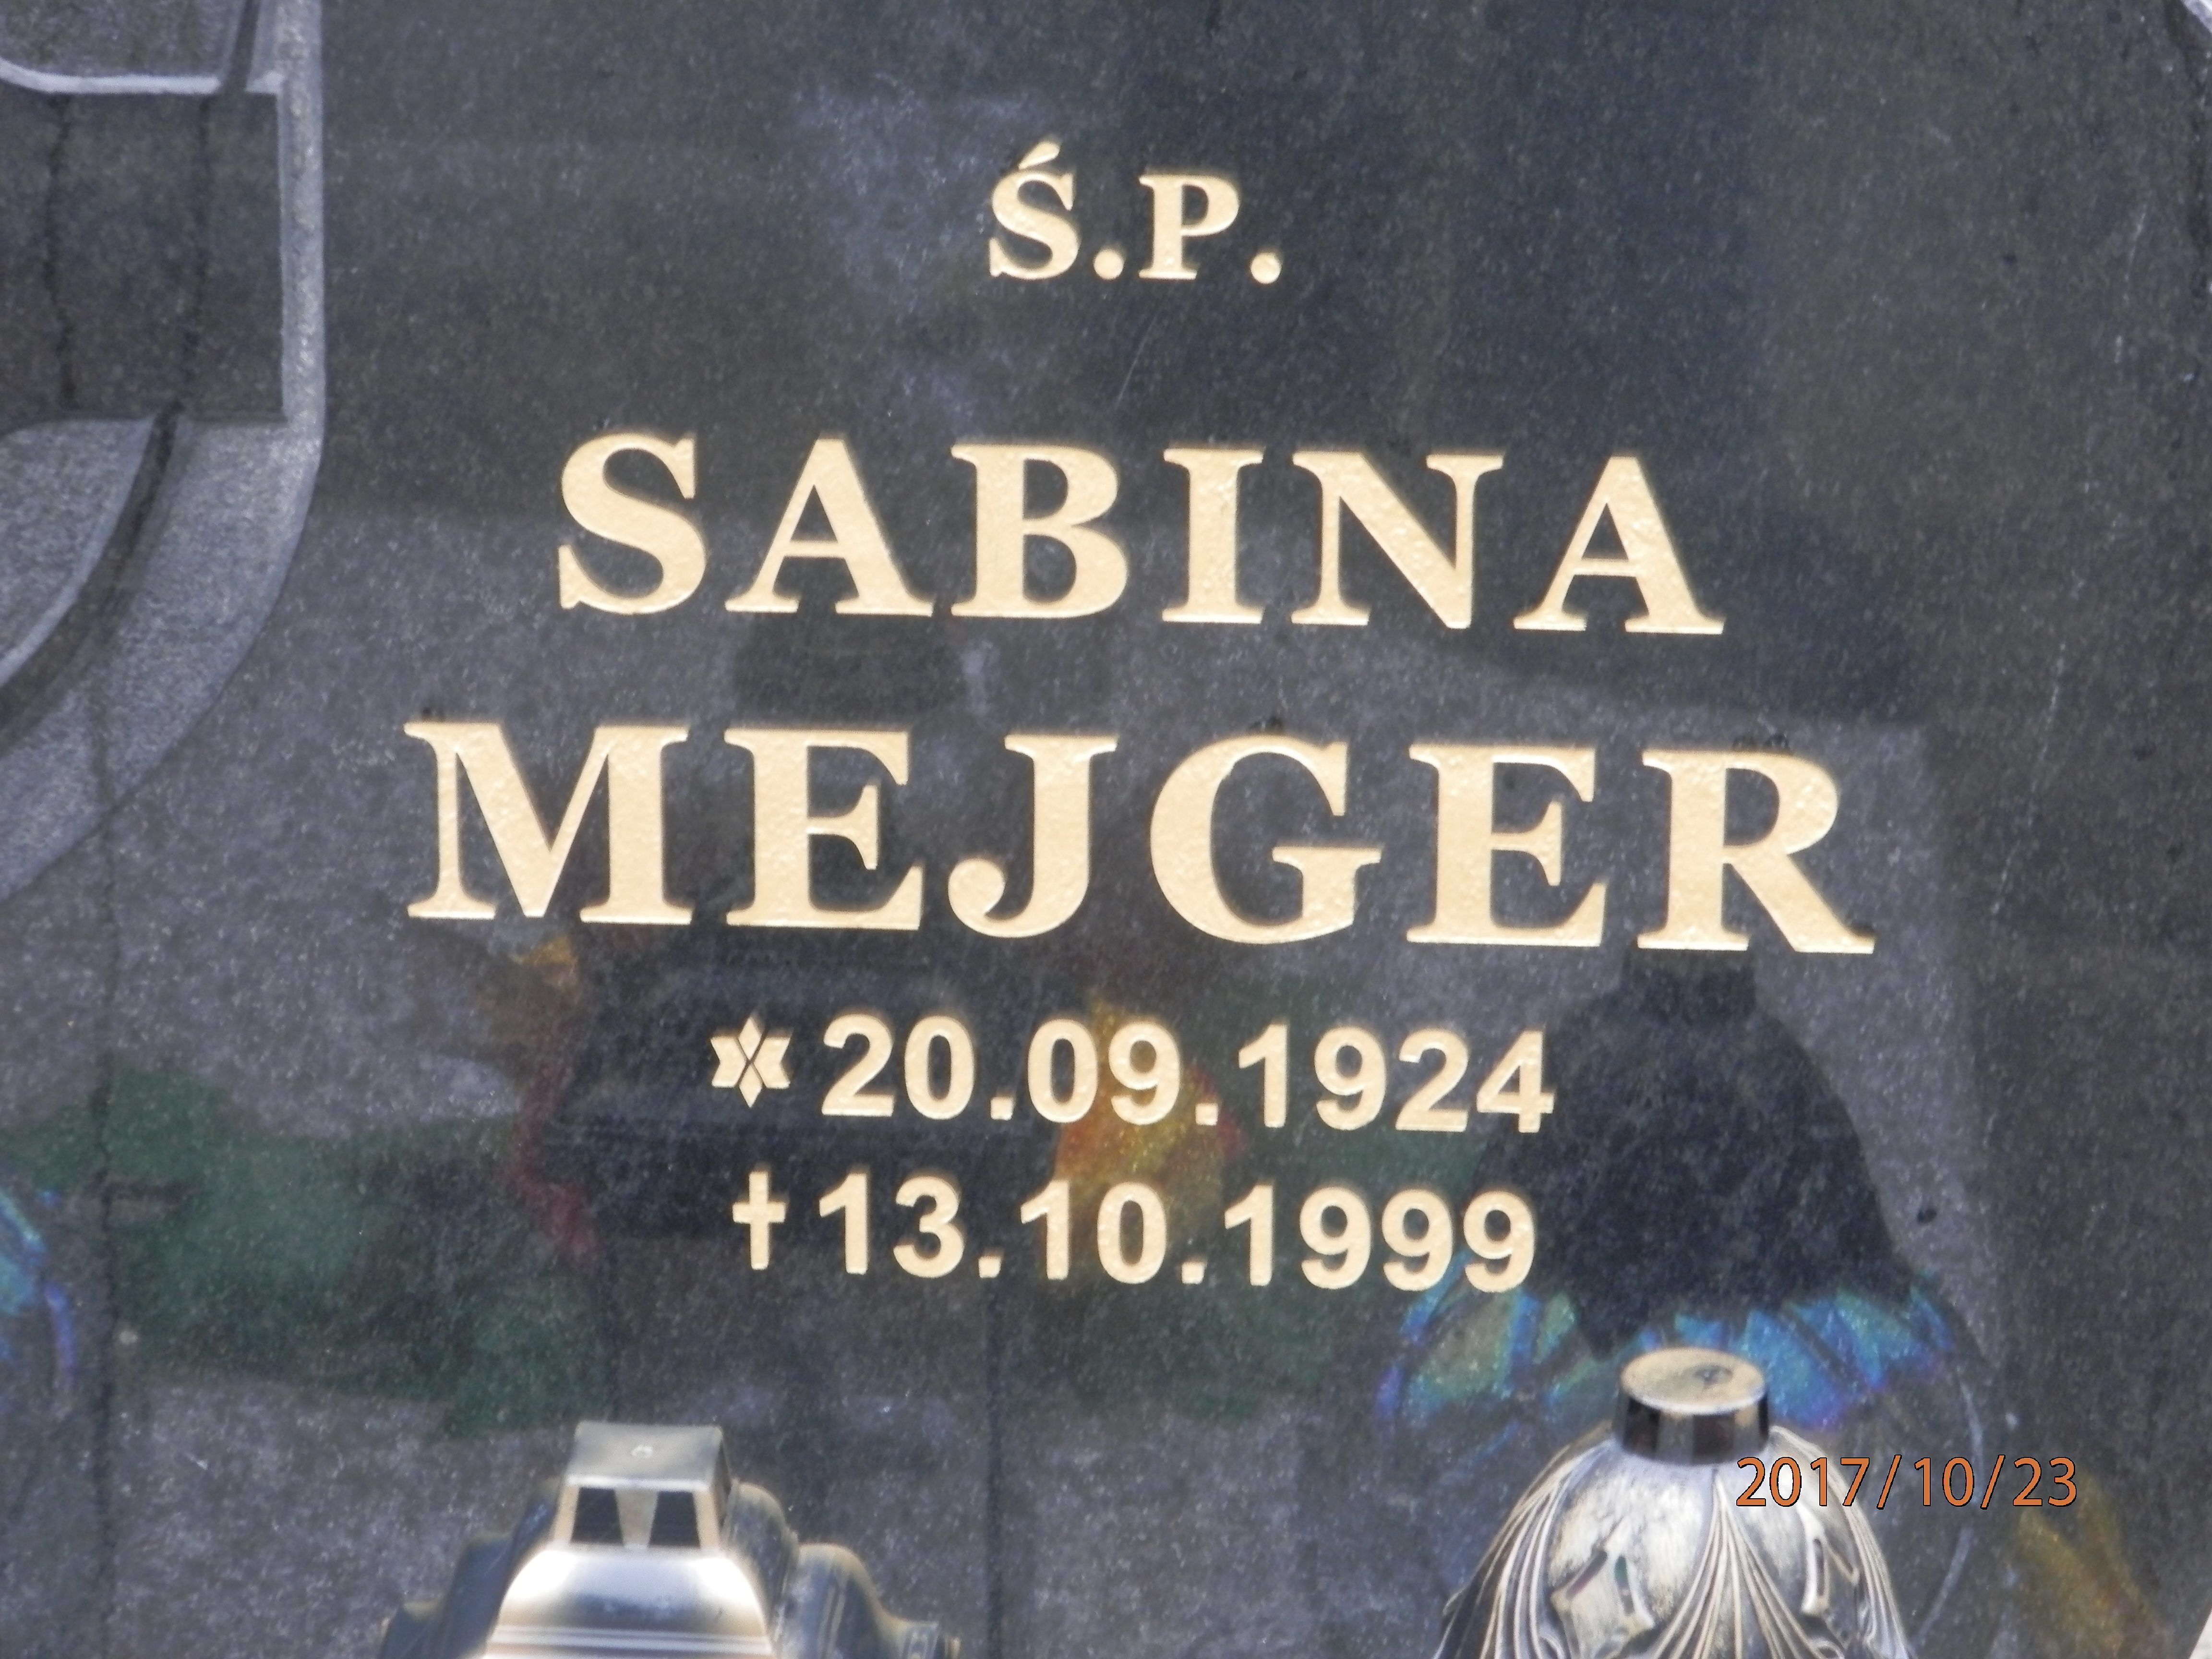 Ś.P.
SABINA
MEJGER
✡20.09.1924
†13.10.1999
2017/10/23